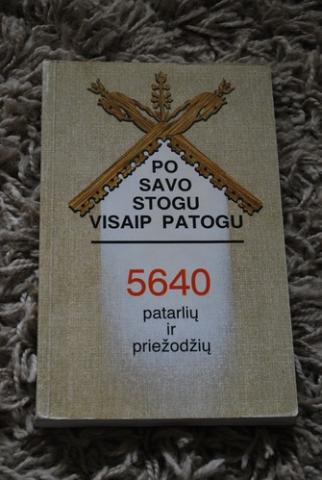 PO
SAVO
STOGU
VISAIP PATOGU
5640
patarlių
ir
priežodžių